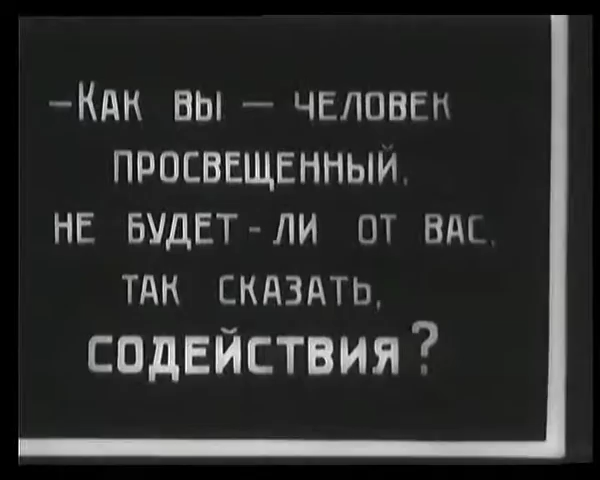 –Как вы — человек
просвещенный,
не будет-ли от вас,
так сказать,
содействия?